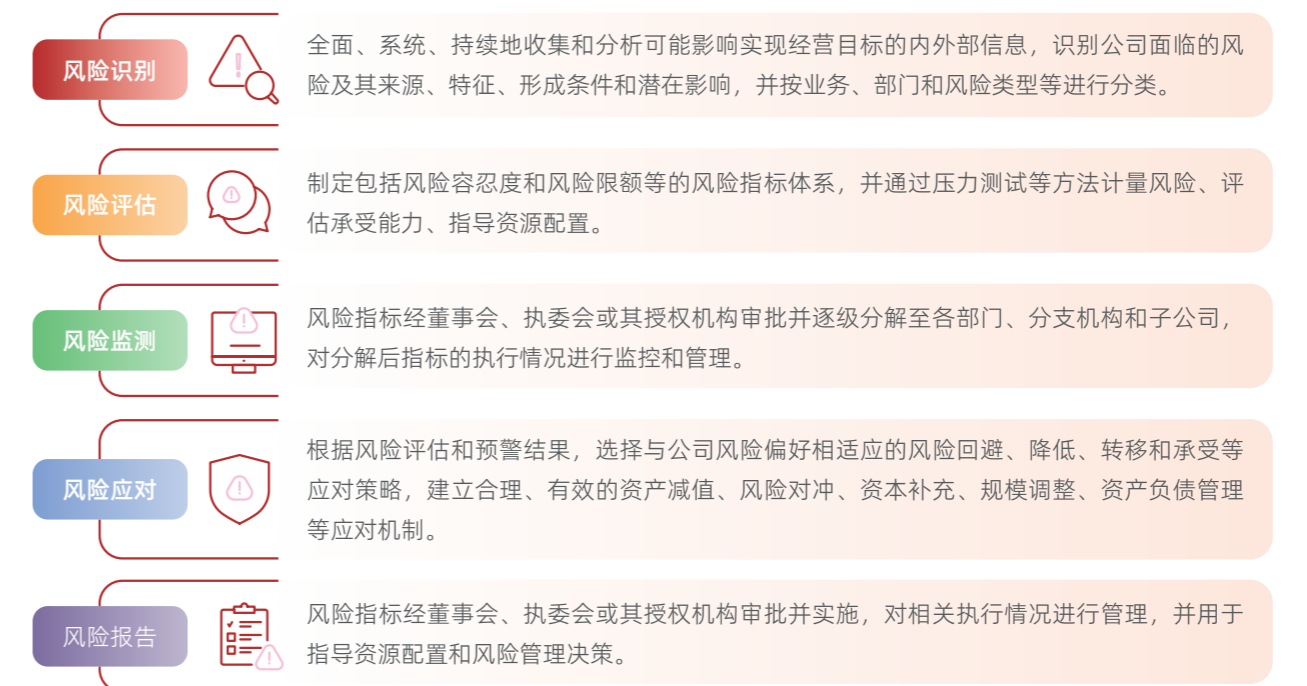 风险识别
全面、系统、持续地收集和分析可能影响实现经营目标的内外部信息，识别公司面临的风
险及其来源、特征、形成条件和潜在影响，并按业务、部门和风险类型等进行分类。
风险评估
制定包括风险容忍度和风险限额等的风险指标体系，并通过压力测试等方法计量风险、评
估承受能力、指导资源配置。
风险监测
风险指标经董事会、执委会或其授权机构审批并逐级分解至各部门、分支机构和子公司，
对分解后指标的执行情况进行监控和管理。
风险应对
根据风险评估和预警结果，选择与公司风险偏好相适应的风险回避、降低、转移和承受等
应对策略，建立合理、有效的资产减值、风险对冲、资本补充、规模调整、资产负债管理
等应对机制。
风险报告
风险指标经董事会、执委会或其授权机构审批并实施，对相关执行情况进行管理，并用于
指导资源配置和风险管理决策。